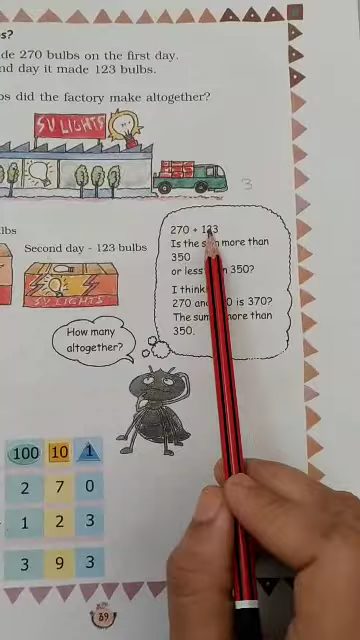 s?
de 270 bulbs on the first day.
nd day it made 123 bulbs.
bs did the factory make altogether?
SV LIGHTS
3
lbs
Second day - 123 bulbs
SV LIGHTS
270 + 123
Is the more than
350
or less 350?
I think
270 and is 370?
The more than
350.
How many
altogether?
100 10 1
2 7 0
1 2 3
3 9 3
89